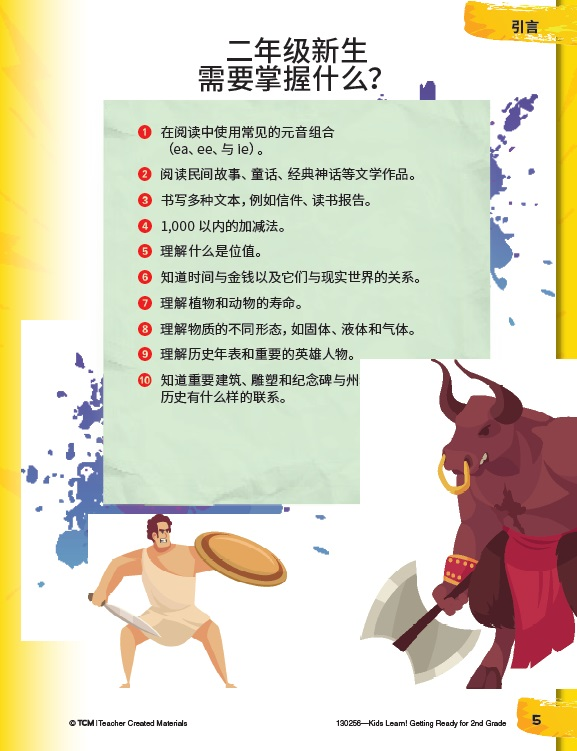 引言
二年级新生
需要掌握什么？
1 在阅读中使用常见的元音组合
（ea、ee、与 ie）。
2 阅读民间故事、童话、经典神话等文学作品。
3 书写多种文本，例如信件、读书报告。
4 1,000 以内的加减法。
5 理解什么是位值。
6 知道时间与金钱以及它们与现实世界的关系。
7 理解植物和动物的寿命。
8 理解物质的不同形态，如固体、液体和气体。
9 理解历史年表和重要的英雄人物。
10 知道重要建筑、雕塑和纪念碑与州
历史有什么样的联系。
© TCM | Teacher Created Materials
130256—Kids Learn! Getting Ready for 2nd Grade
5